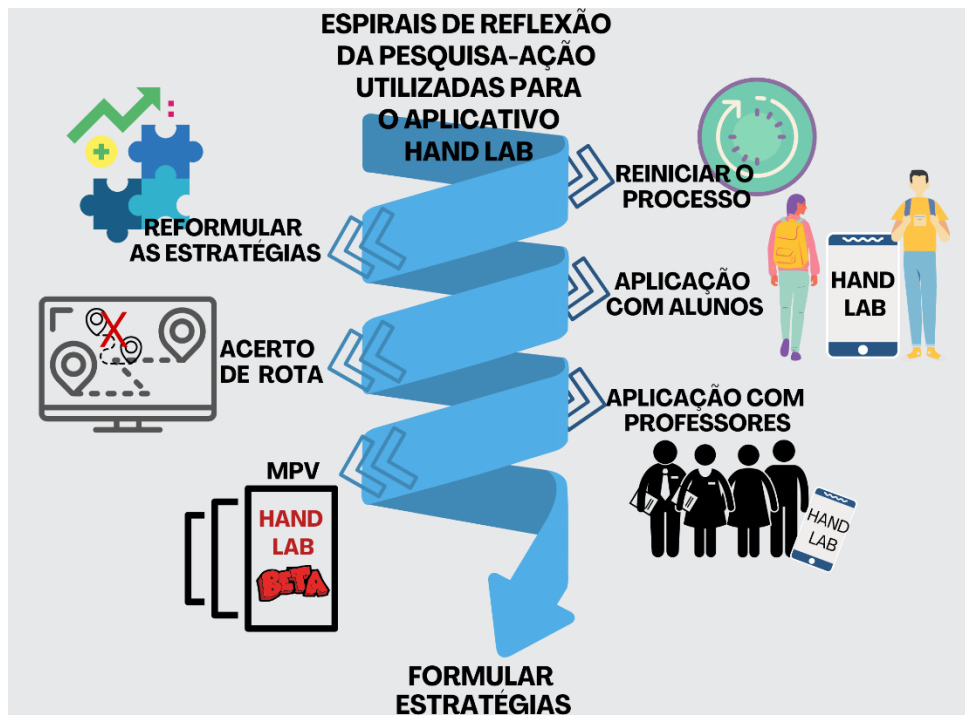 ESPIRAIS DE REFLEXÃO
DA PESQUISA-AÇÃO
UTILIZADAS PARA
O APLICATIVO
HAND LAB
REINICIAR O
PROCESSO
REFORMULAR
AS ESTRATÉGIAS
APLICAÇÃO
COM ALUNOS
HAND
LAB
ACERTO
DE ROTA
APLICAÇÃO COM
PROFESSORES
HAND
LAB
MPV
HAND
LAB
BETA
FORMULAR
ESTRATÉGIAS